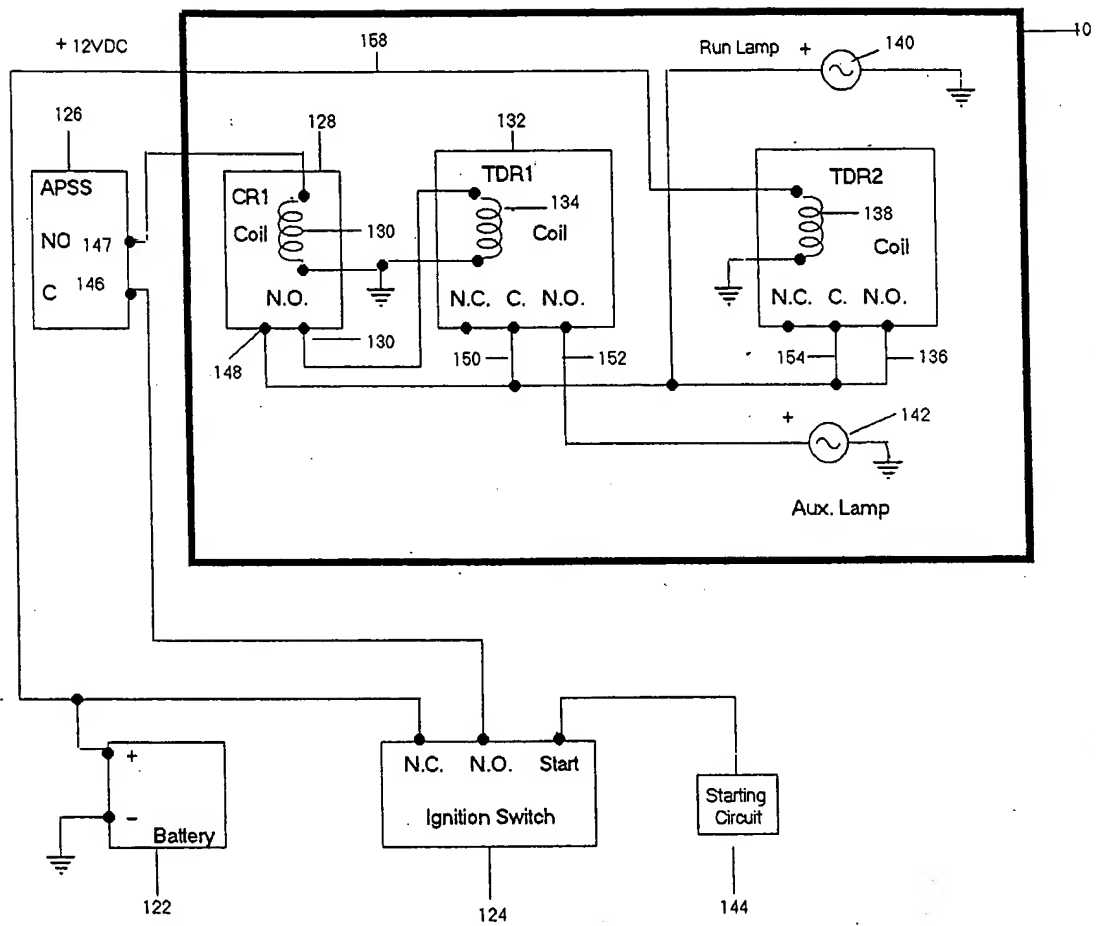 + 12VDC
158
Run Lamp +
140
10
126
128
132
APSS
NO 147
C 146
CR1
Coil
130
N.O.
TDR1
134
Coil
N.C. C. N.O.
TDR2
138
Coil
N.C. C. N.O.
148
130
150
152
154
136
+
142
Aux. Lamp
+
-
Battery
N.C. N.O. Start
Ignition Switch
Starting
Circuit
122
124
144